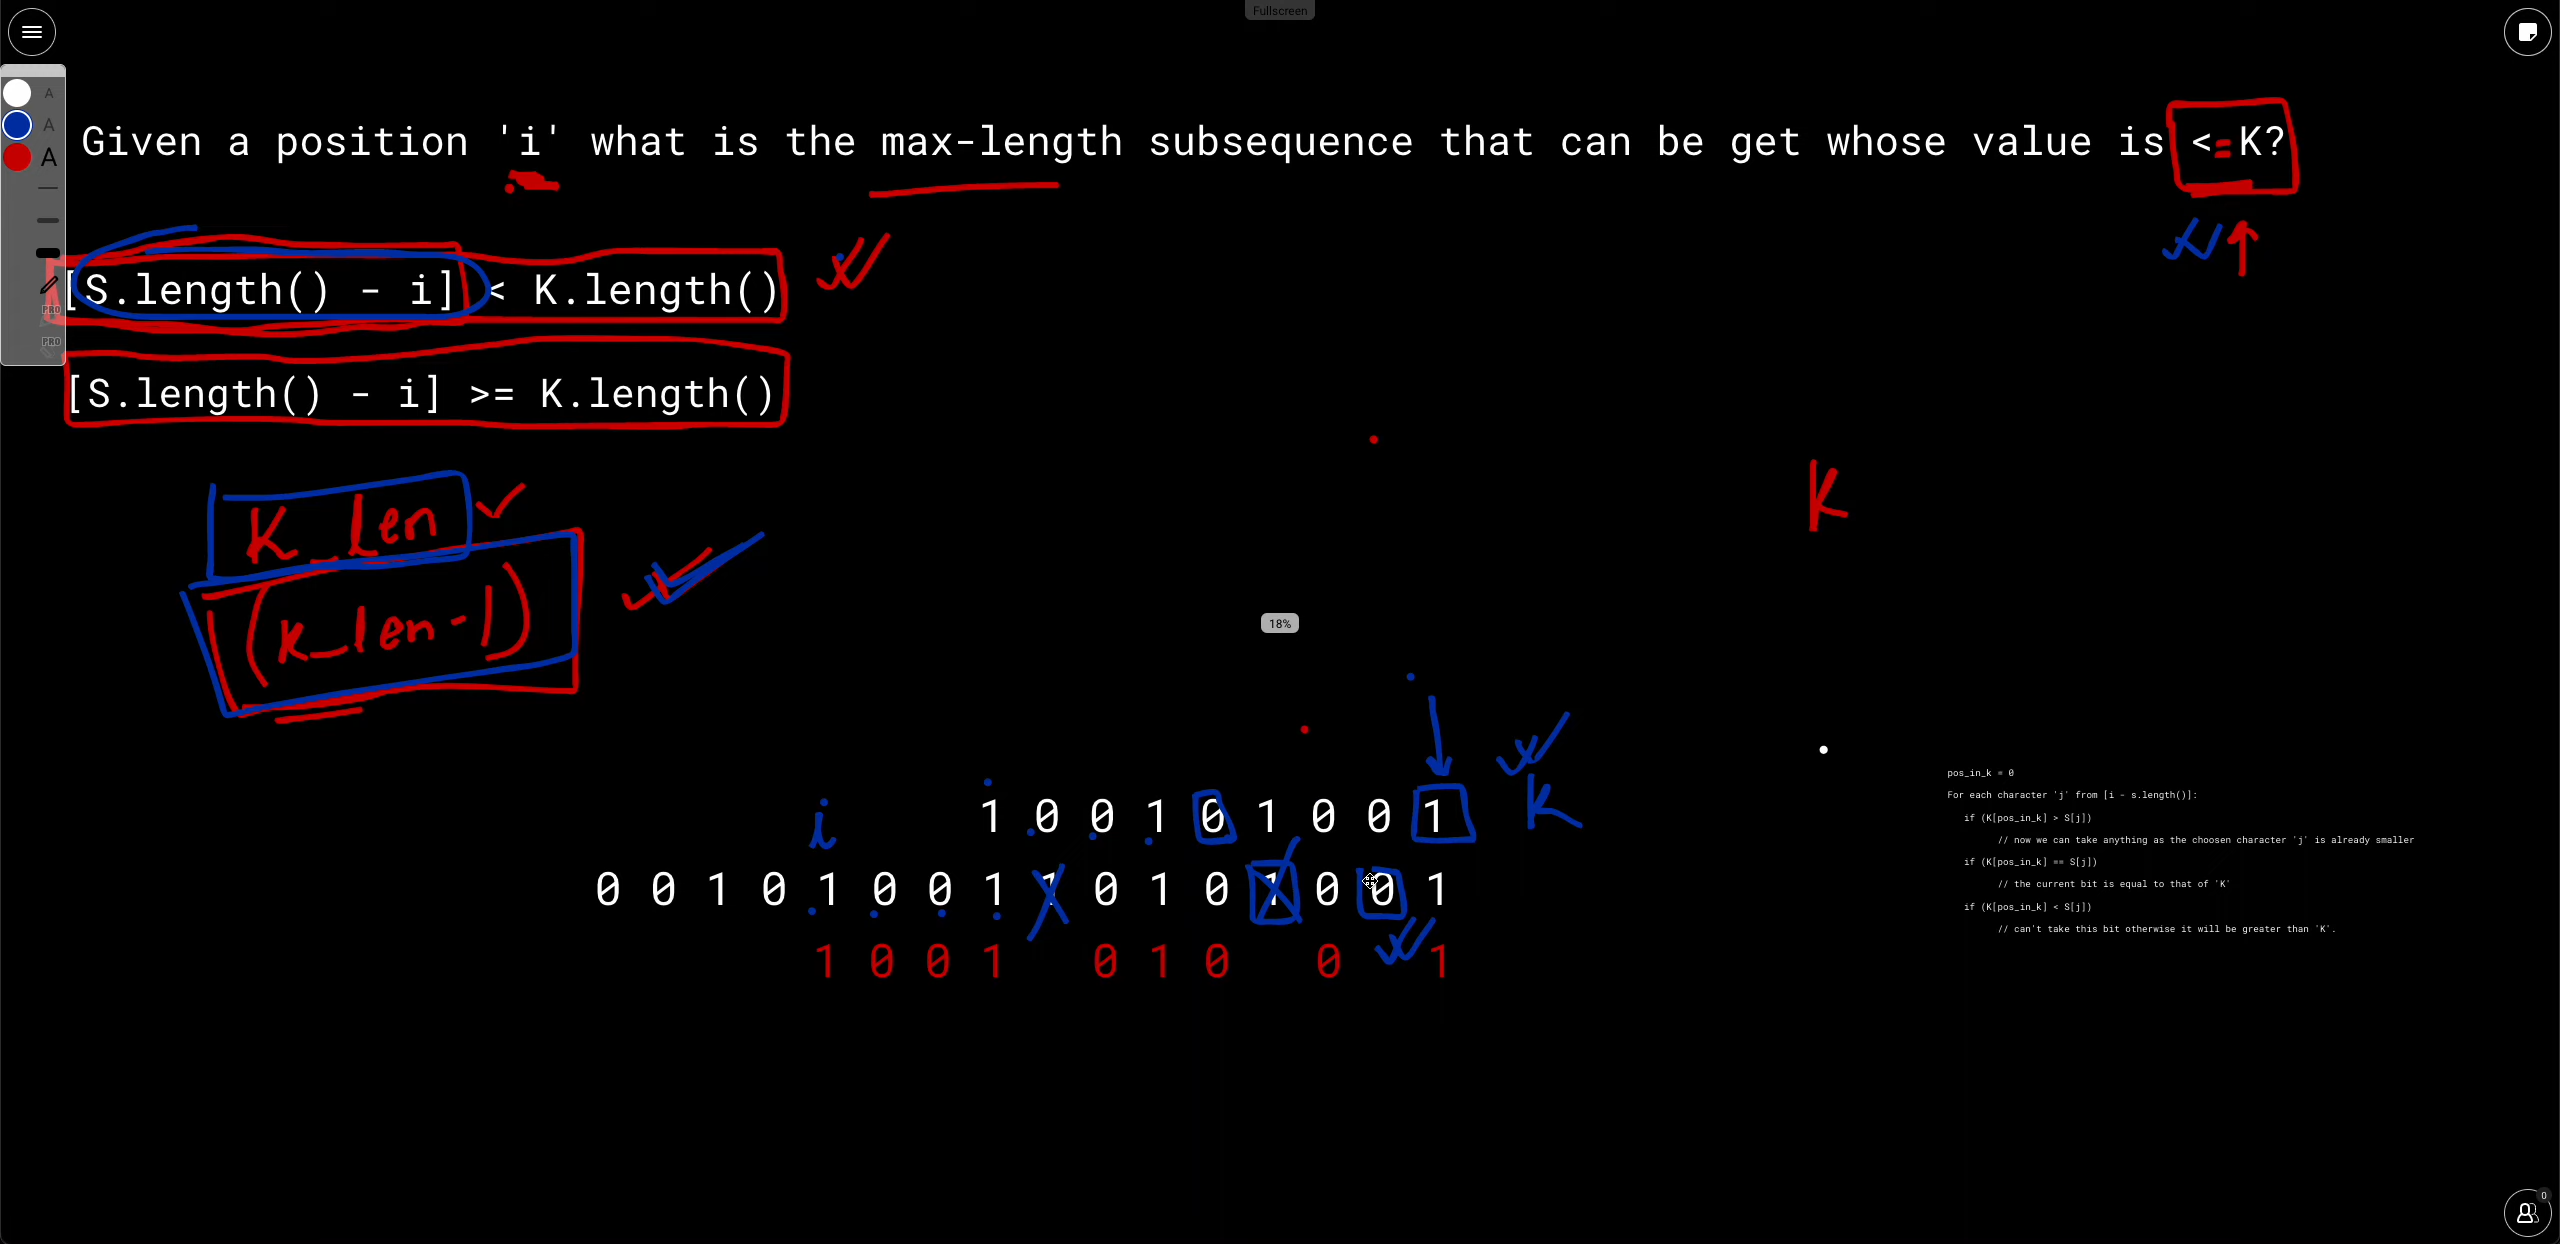 Fullscreen
Given a position 'i' what is the max-length subsequence that can be get whose value is <= K?
A
A
A
PRO
PRO
[S.length() - i] < K.length()
[S.length() - i] >= K.length()
K_len
(k_len-1)
K
18%
i
1 0 0 1 0 1 0 0 1
k
0 0 1 0 1 0 0 1 1 0 1 0 1 0 0 1
1 0 0 1 0 1 0 0 1
pos_in_k = 0
For each character 'j' from [i - s.length()]:
if (K[pos_in_k] > S[j])
// now we can take anything as the choosen character 'j' is already smaller
if (K[pos_in_k] == S[j])
// the current bit is equal to that of 'K'
if (K[pos_in_k] < S[j])
// can't take this bit otherwise it will be greater than 'K'.
0